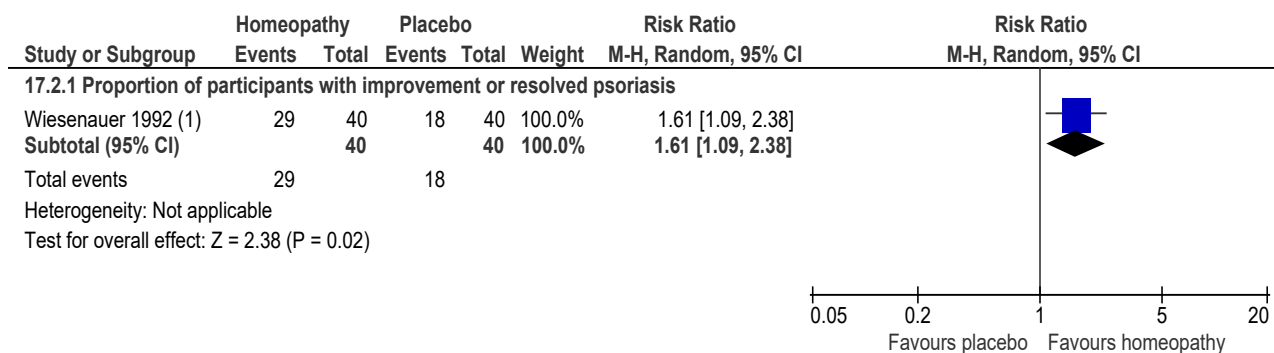 Homeopathy Placebo Risk Ratio Risk Ratio
Study or Subgroup Events Total Events Total Weight M-H, Random, 95% CI M-H, Random, 95% CI
17.2.1 Proportion of participants with improvement or resolved psoriasis
Wiesenauer 1992 (1) 29 40 18 40 100.0% 1.61 [1.09, 2.38]
Subtotal (95% CI) 40 40 100.0% 1.61 [1.09, 2.38]
Total events 29 18
Heterogeneity: Not applicable
Test for overall effect: Z = 2.38 (P = 0.02)
0.05 0.2 1 5 20
Favours placebo Favours homeopathy